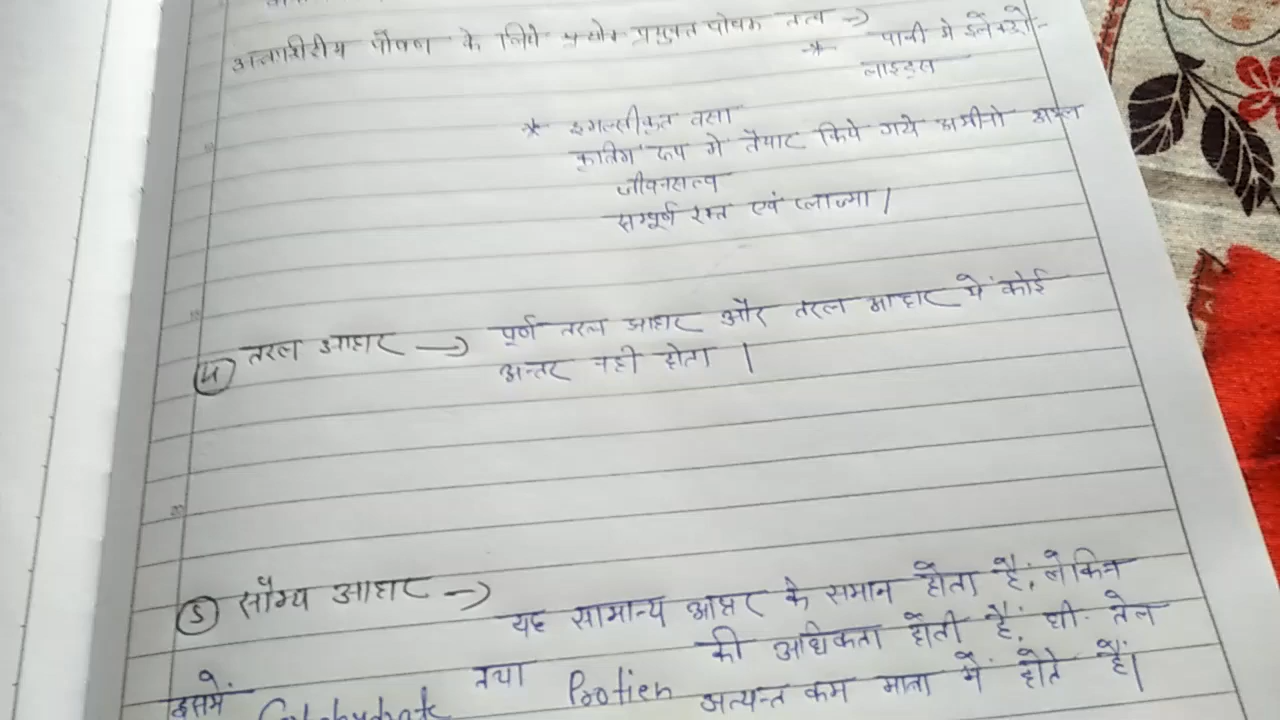 अन्तःशिरीय पोषण के लिये प्रयोग प्रयुक्त पोषक तत्व →
* पानी मे इलेक्ट्रो-
लाइट्स
* इमल्सीकृत वसा
कृत्रिम रूप मे तैयार किये गये अमीनो अम्ल
जीवनसत्व
सम्पूर्ण रक्त एवं प्लाज्मा।
4 तरल आहार → पूर्ण तरल आहार और तरल आहार में कोई
अन्तर नही होता।
5 सौम्य आहार → यह सामान्य आहार के समान होता है, लेकिन
इसमें तथा Protien की अधिकता होती है, घी तेल
अत्यन्त कम मात्रा में होते हैं।